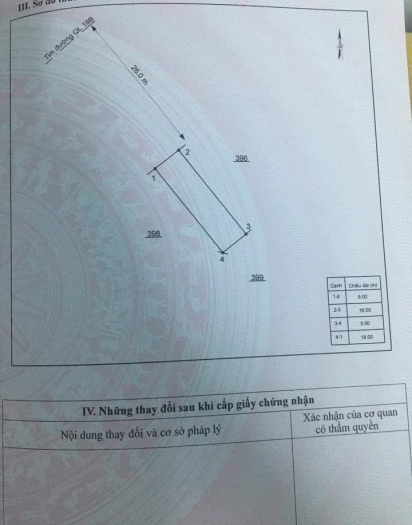 III. Sơ đồ
Tim đường QL 19B
26.0 m
2
396
1
3
398
4
399
Cạnh Chiều dài (m)
1-2 5.00
2-3 18.00
3-4 5.00
4-1 18.00
IV. Những thay đổi sau khi cấp giấy chứng nhận
Nội dung thay đổi và cơ sở pháp lý
Xác nhận của cơ quan
có thẩm quyền